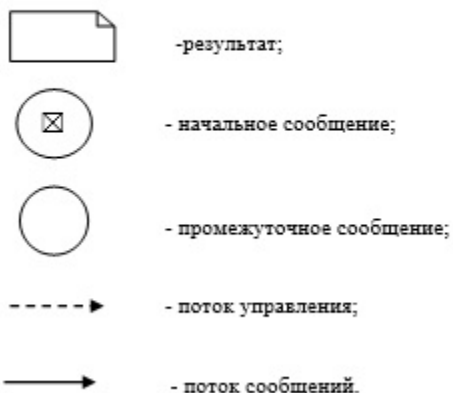 -результат;
- начальное сообщение;
- промежуточное сообщение;
- поток управления;
- поток сообщений.